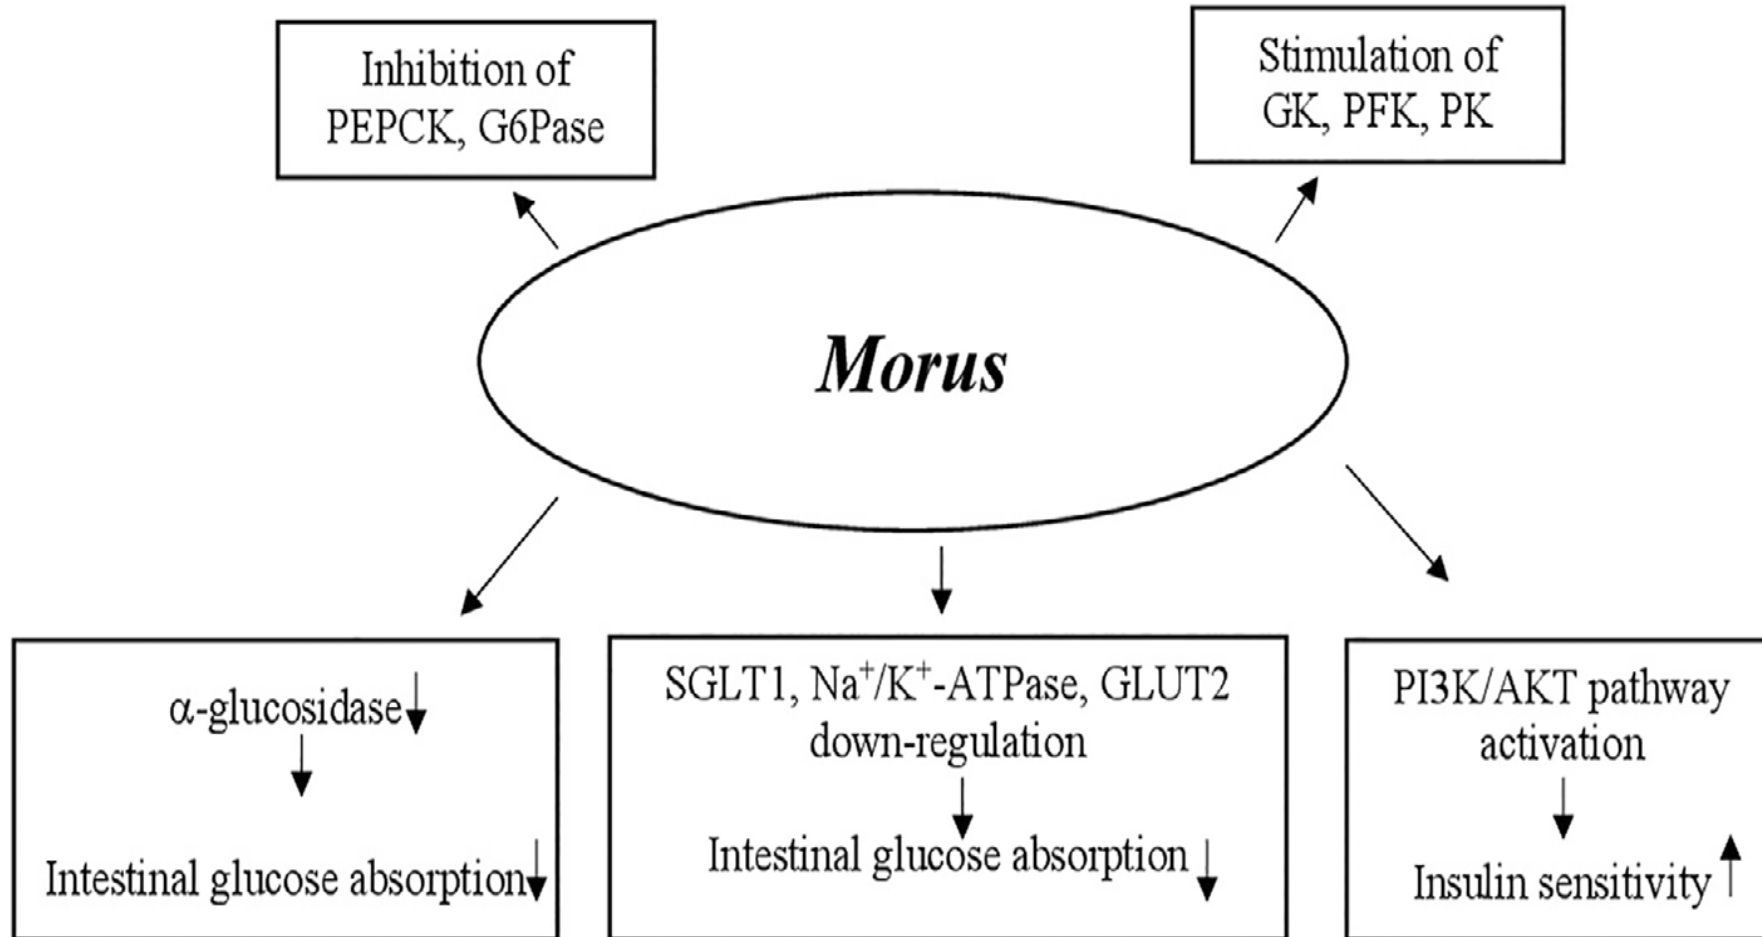 Inhibition of
PEPCK, G6Pase
Stimulation of
GK, PFK, PK
Morus
α-glucosidase↓
Intestinal glucose absorption↓
SGLT1, Na⁺/K⁺-ATPase, GLUT2
down-regulation
Intestinal glucose absorption↓
PI3K/AKT pathway
activation
Insulin sensitivity↑